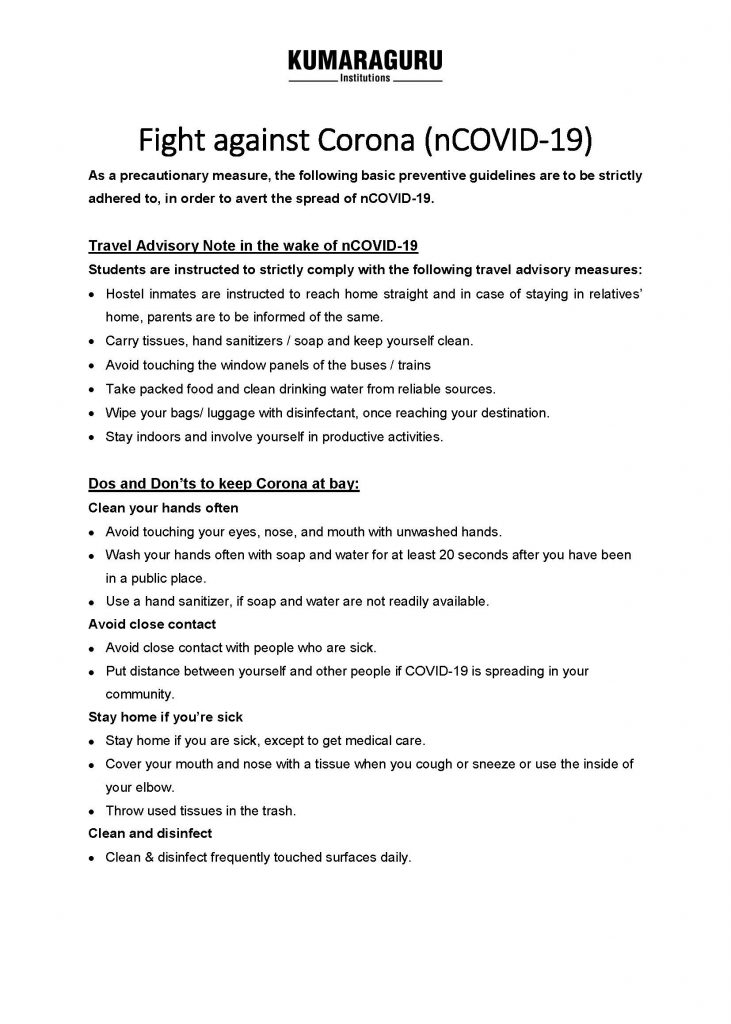 KUMARAGURU
Institutions
Fight against Corona (nCOVID-19)
As a precautionary measure, the following basic preventive guidelines are to be strictly
adhered to, in order to avert the spread of nCOVID-19.
Travel Advisory Note in the wake of nCOVID-19
Students are instructed to strictly comply with the following travel advisory measures:
• Hostel inmates are instructed to reach home straight and in case of staying in relatives’
home, parents are to be informed of the same.
• Carry tissues, hand sanitizers / soap and keep yourself clean.
• Avoid touching the window panels of the buses / trains
• Take packed food and clean drinking water from reliable sources.
• Wipe your bags/ luggage with disinfectant, once reaching your destination.
• Stay indoors and involve yourself in productive activities.
Dos and Don’ts to keep Corona at bay:
Clean your hands often
• Avoid touching your eyes, nose, and mouth with unwashed hands.
• Wash your hands often with soap and water for at least 20 seconds after you have been
in a public place.
• Use a hand sanitizer, if soap and water are not readily available.
Avoid close contact
• Avoid close contact with people who are sick.
• Put distance between yourself and other people if COVID-19 is spreading in your
community.
Stay home if you’re sick
• Stay home if you are sick, except to get medical care.
• Cover your mouth and nose with a tissue when you cough or sneeze or use the inside of
your elbow.
• Throw used tissues in the trash.
Clean and disinfect
• Clean & disinfect frequently touched surfaces daily.